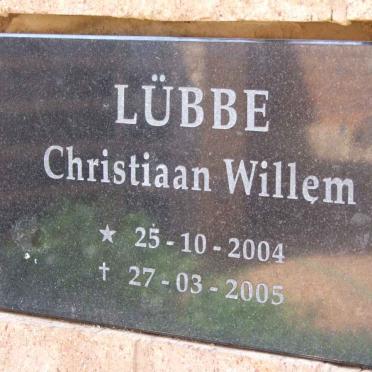 LÜBBE
Christiaan Willem
★ 25 - 10 - 2004
† 27 - 03 - 2005